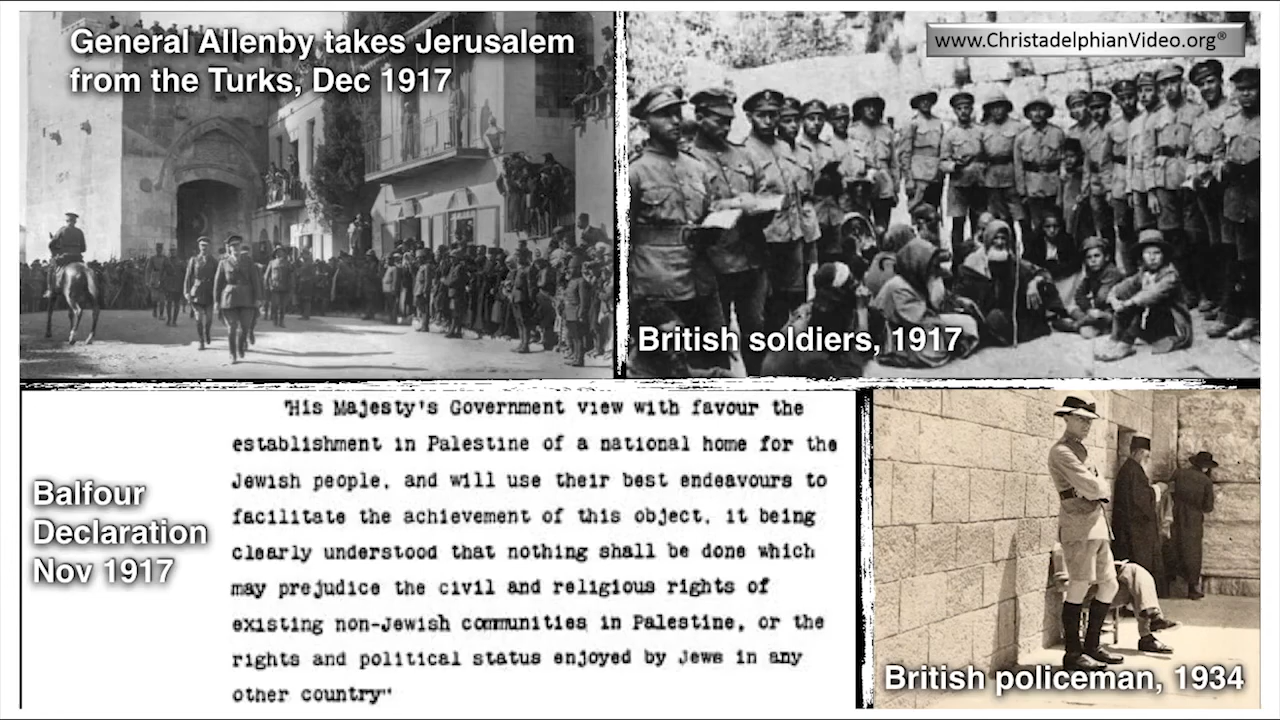 General Allenby takes Jerusalem
from the Turks, Dec 1917
www.ChristadelphianVideo.org®
British soldiers, 1917
Balfour
Declaration
Nov 1917
"His Majesty's Government view with favour the
establishment in Palestine of a national home for the
Jewish people, and will use their best endeavours to
facilitate the achievement of this object, it being
clearly understood that nothing shall be done which
may prejudice the civil and religious rights of
existing non-Jewish communities in Palestine, or the
rights and political status enjoyed by Jews in any
other country"
British policeman, 1934